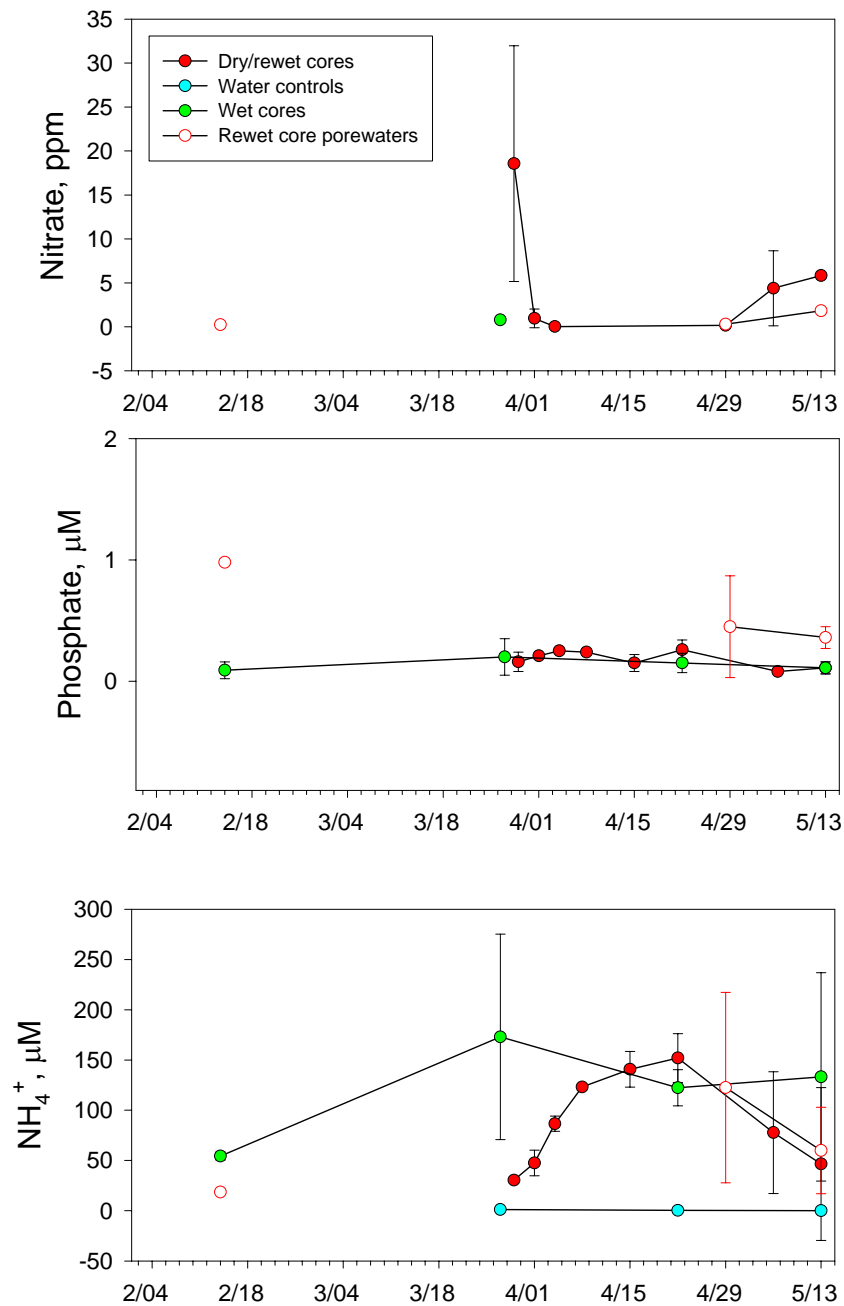 Nitrate, ppm
35
30
25
20
15
10
5
0
-5
Dry/rewet cores
Water controls
Wet cores
Rewet core porewaters
2/04 2/18 3/04 3/18 4/01 4/15 4/29 5/13
Phosphate, μM
2
1
0
2/04 2/18 3/04 3/18 4/01 4/15 4/29 5/13
NH₄⁺, μM
300
250
200
150
100
50
0
-50
2/04 2/18 3/04 3/18 4/01 4/15 4/29 5/13